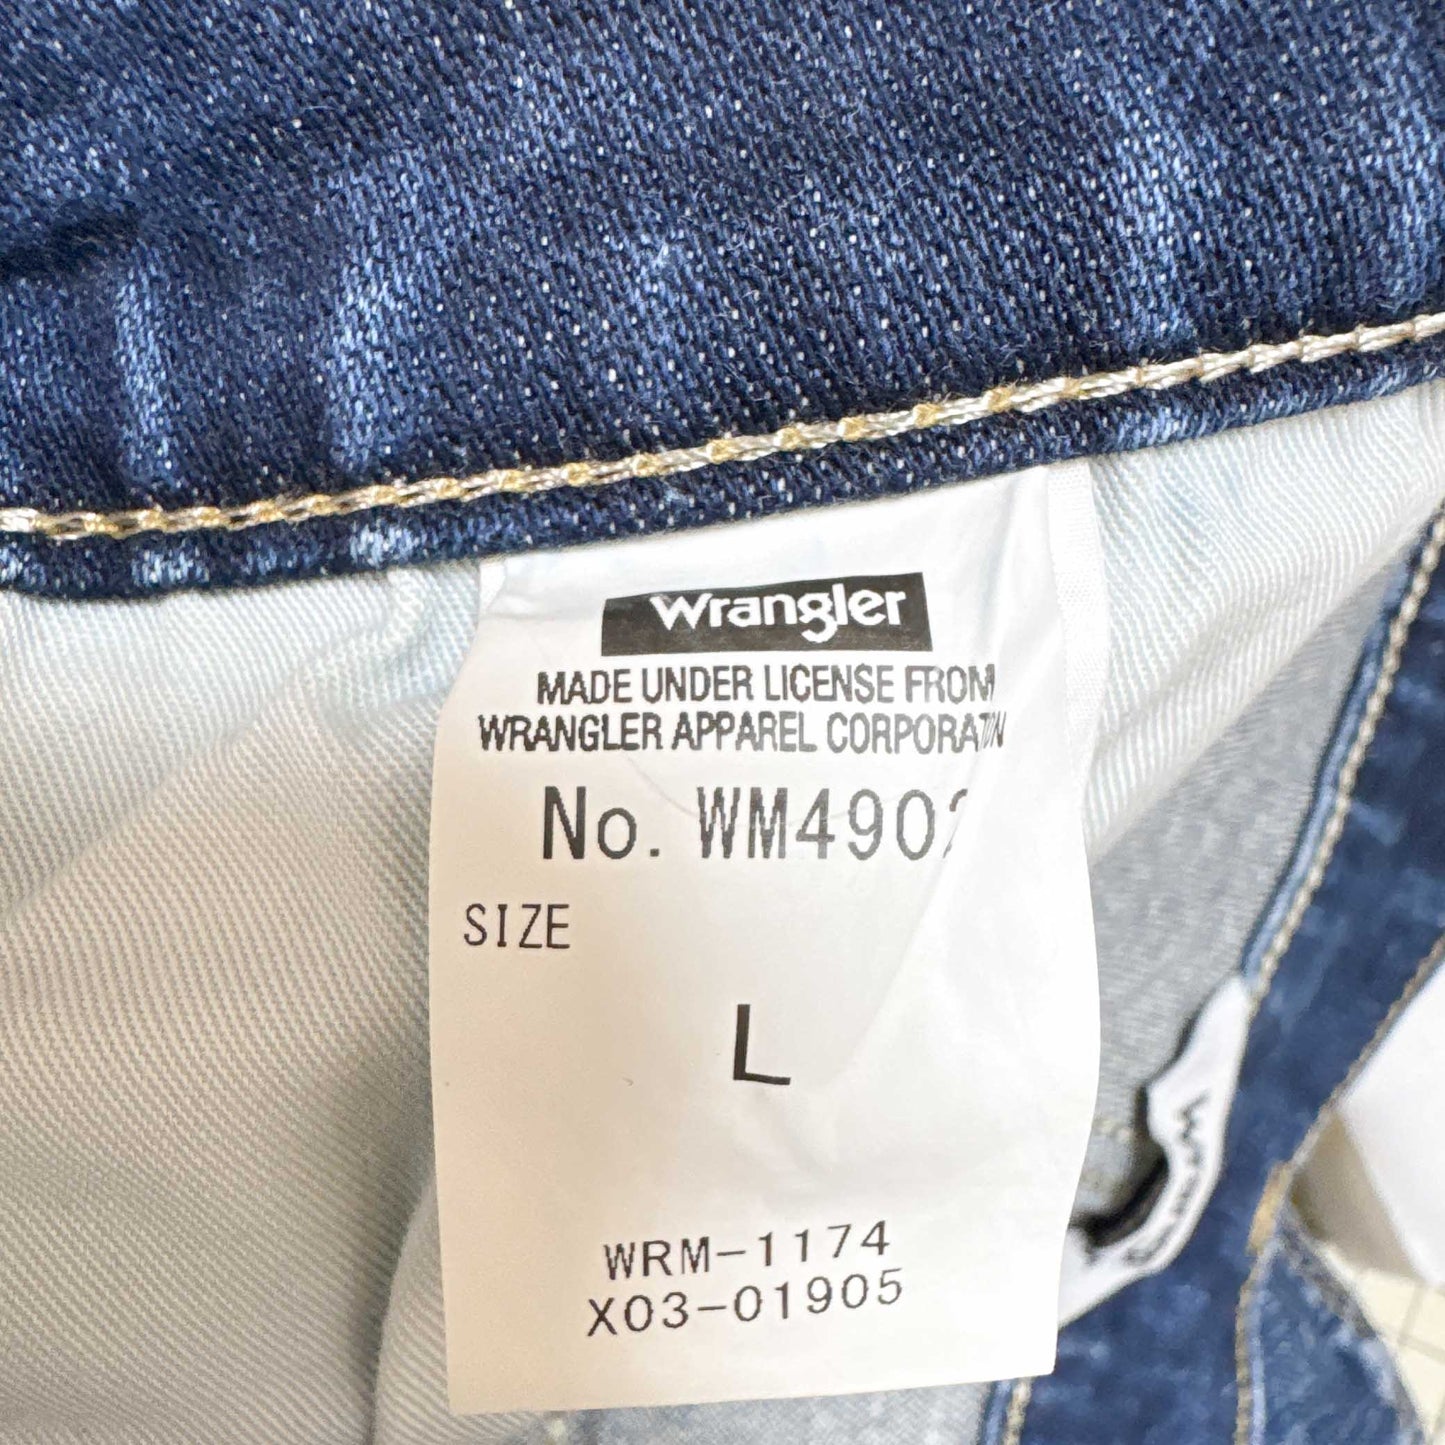 Wrangler
MADE UNDER LICENSE FROM
WRANGLER APPAREL CORPORATION
No. WM4902
SIZE
L
WRM-1174
X03-01905